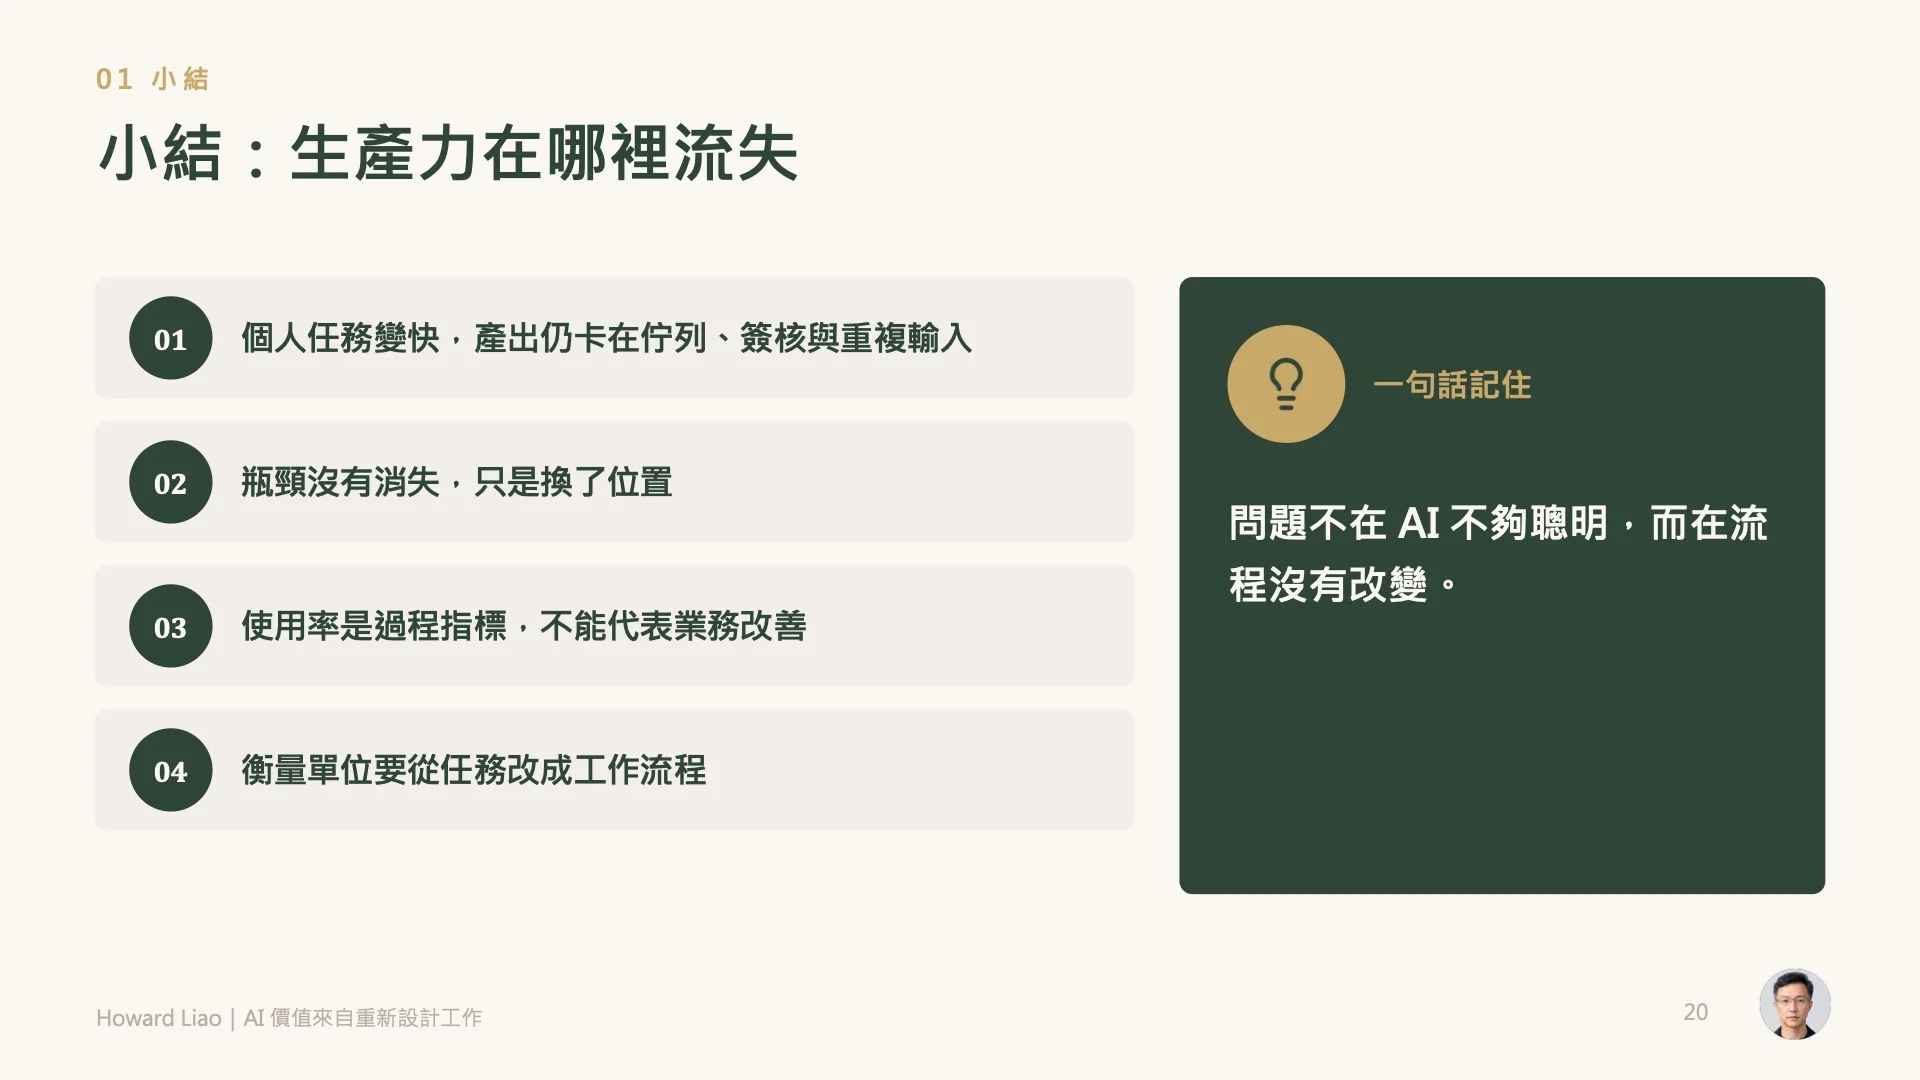 01 小結
小結：生產力在哪裡流失
01
個人任務變快，產出仍卡在佇列、簽核與重複輸入
02
瓶頸沒有消失，只是換了位置
03
使用率是過程指標，不能代表業務改善
04
衡量單位要從任務改成工作流程
一句話記住
問題不在 AI 不夠聰明，而在流
程沒有改變。
Howard Liao | AI 價值來自重新設計工作
20